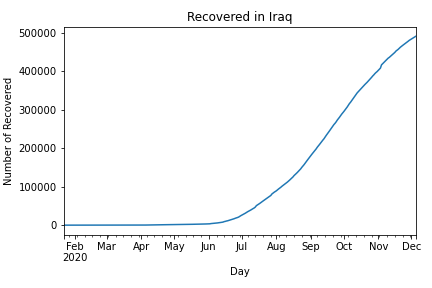 Recovered in Iraq
Number of Recovered
500000
400000
300000
200000
100000
0
Feb Mar Apr May Jun Jul Aug Sep Oct Nov Dec
2020
Day